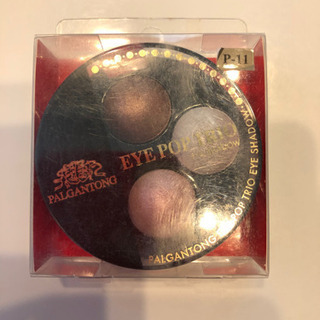 P-11
EYE POP TRIO
PALGANTONG
PALGANTONG POP TRIO EYE SHADOW